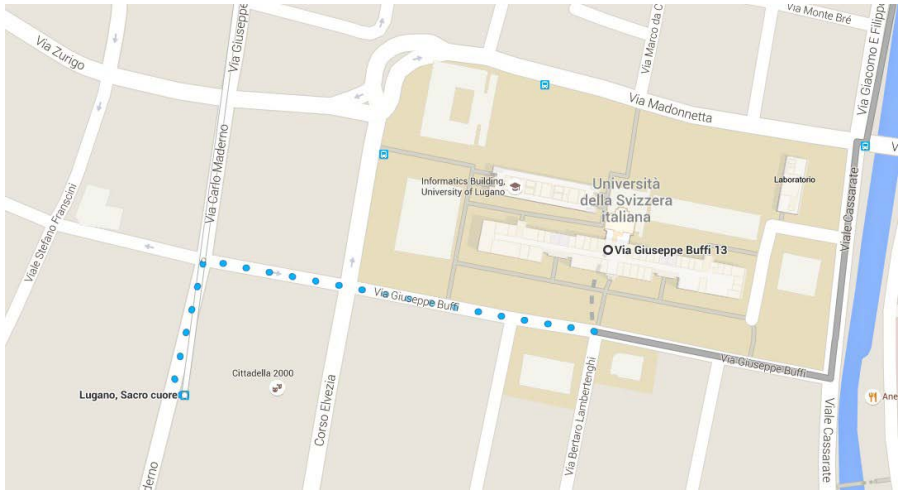 Via Zurigo
Via Giuseppe
Via Marco da C
Via Monte Bré
Via Giacomo E Filippo
Via Madonnetta
V
Via Carlo Maderno
Viale Stefano Franscini
Informatics Building,
University of Lugano
Università
della Svizzera
italiana
Laboratorio
Viale Cassarate
Via Giuseppe Buffi 13
Via Giuseppe Buffi
Via Giuseppe Buffi
Cittadella 2000
Lugano, Sacro cuore
Corso Elvezia
Via Bertaro Lambertenghi
Viale Cassarate
Ane
derno